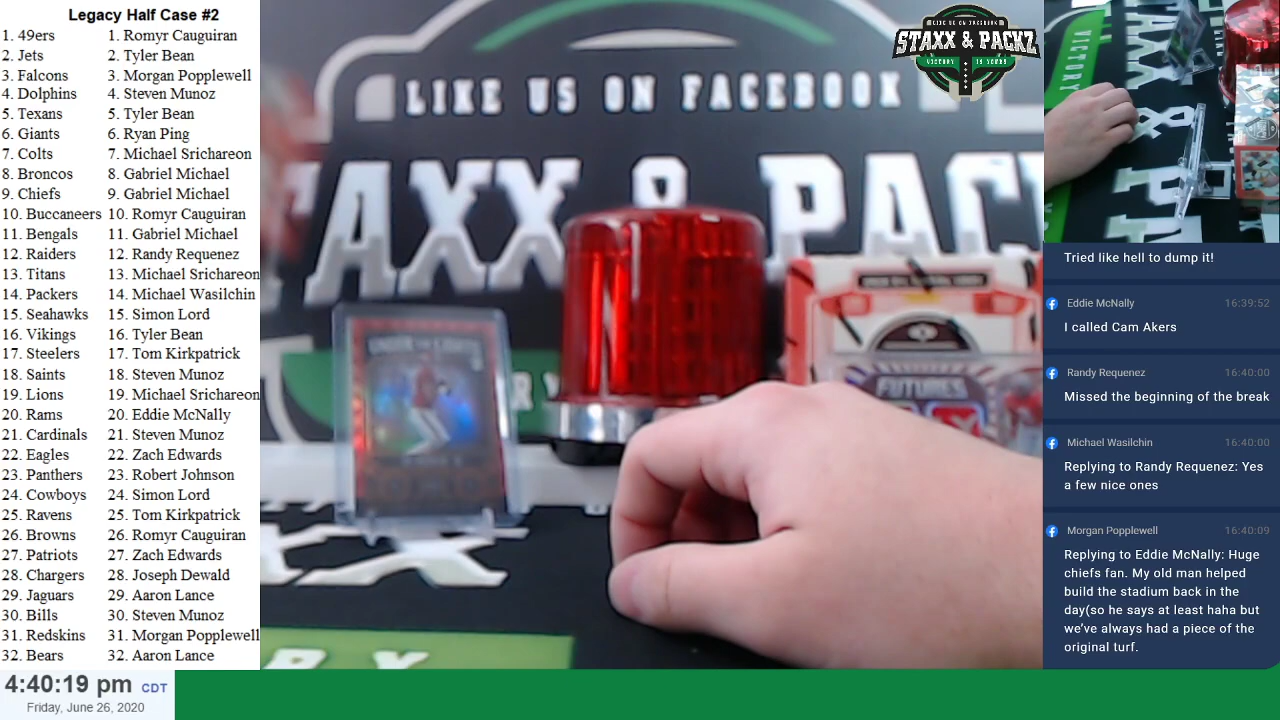 Legacy Half Case #2
1. 49ers 1. Romyr Cauguiran
2. Jets 2. Tyler Bean
3. Falcons 3. Morgan Popplewell
4. Dolphins 4. Steven Munoz
5. Texans 5. Tyler Bean
6. Giants 6. Ryan Ping
7. Colts 7. Michael Srichareon
8. Broncos 8. Gabriel Michael
9. Chiefs 9. Gabriel Michael
10. Buccaneers 10. Romyr Cauguiran
11. Bengals 11. Gabriel Michael
12. Raiders 12. Randy Requenez
13. Titans 13. Michael Srichareon
14. Packers 14. Michael Wasilchin
15. Seahawks 15. Simon Lord
16. Vikings 16. Tyler Bean
17. Steelers 17. Tom Kirkpatrick
18. Saints 18. Steven Munoz
19. Lions 19. Michael Srichareon
20. Rams 20. Eddie McNally
21. Cardinals 21. Steven Munoz
22. Eagles 22. Zach Edwards
23. Panthers 23. Robert Johnson
24. Cowboys 24. Simon Lord
25. Ravens 25. Tom Kirkpatrick
26. Browns 26. Romyr Cauguiran
27. Patriots 27. Zach Edwards
28. Chargers 28. Joseph Dewald
29. Jaguars 29. Aaron Lance
30. Bills 30. Steven Munoz
31. Redskins 31. Morgan Popplewell
32. Bears 32. Aaron Lance
4:40:19 pm CDT
Friday, June 26, 2020
LIKE US ON FACEBOOK
AXX & PAC
R Y
UNDER THE LIGHTS
FUTURES
R Y
LIKE US ON FACEBOOK
STAXX & PACKZ
VICTORY
VICTORY
AXX & PA
Tried like hell to dump it!
Eddie McNally 16:39:52
I called Cam Akers
Randy Requenez 16:40:00
Missed the beginning of the break
Michael Wasilchin 16:40:00
Replying to Randy Requenez: Yes
a few nice ones
Morgan Popplewell 16:40:09
Replying to Eddie McNally: Huge
chiefs fan. My old man helped
build the stadium back in the
day(so he says at least haha but
we've always had a piece of the
original turf.